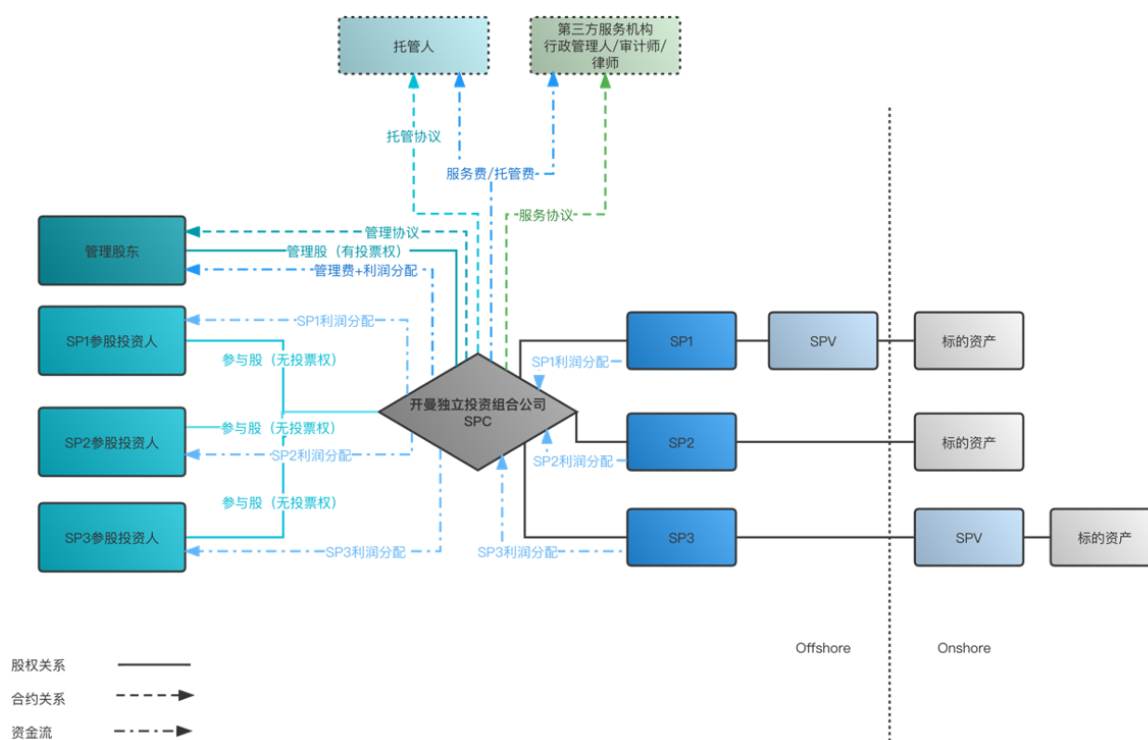 托管人
第三方服务机构
行政管理人/审计师/
律师
托管协议
服务费/托管费
服务协议
管理股东
管理协议
管理股（有投票权）
管理费+利润分配
SP1参股投资人
SP1利润分配
参与股（无投票权）
SP2参股投资人
参与股（无投票权）
SP2利润分配
参与股（无投票权）
SP3参股投资人
SP3利润分配
开曼独立投资组合公司
SPC
SP1
SPV
标的资产
SP1利润分配
SP2
标的资产
SP2利润分配
SP3
SPV
标的资产
SP3利润分配
Offshore
Onshore
股权关系
合约关系
资金流